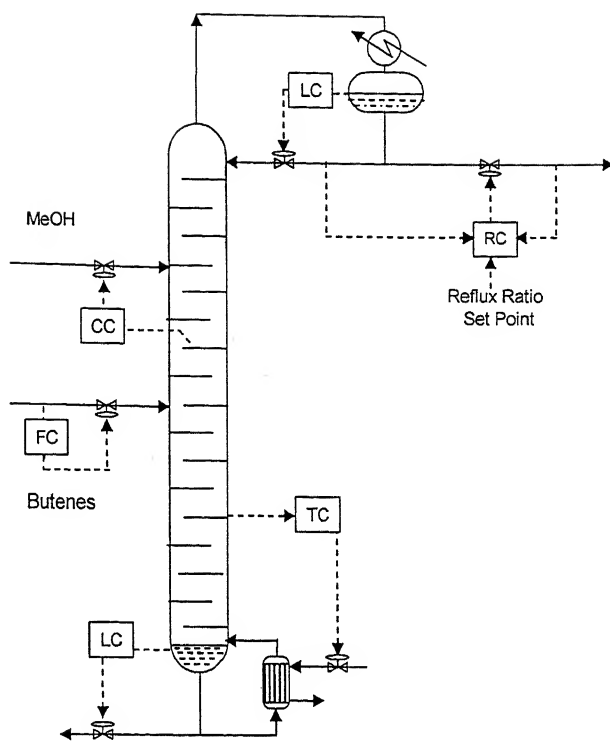 LC
MeOH
RC
CC
Reflux Ratio
Set Point
FC
Butenes
TC
LC